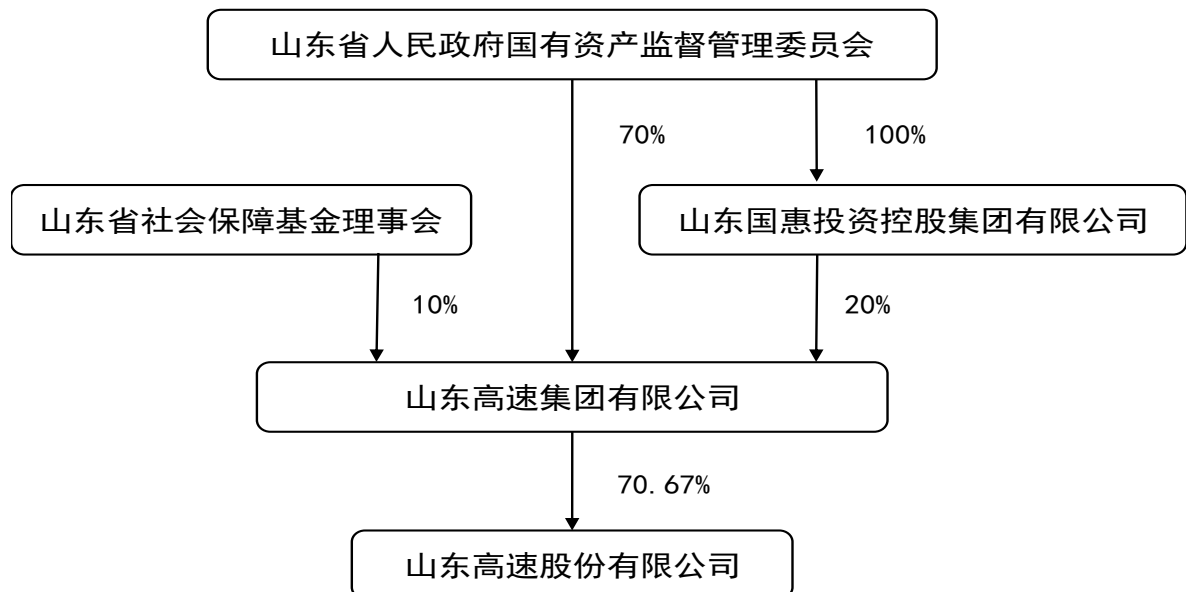 山东省人民政府国有资产监督管理委员会
70%
100%
山东省社会保障基金理事会
山东国惠投资控股集团有限公司
10%
20%
山东高速集团有限公司
70.67%
山东高速股份有限公司